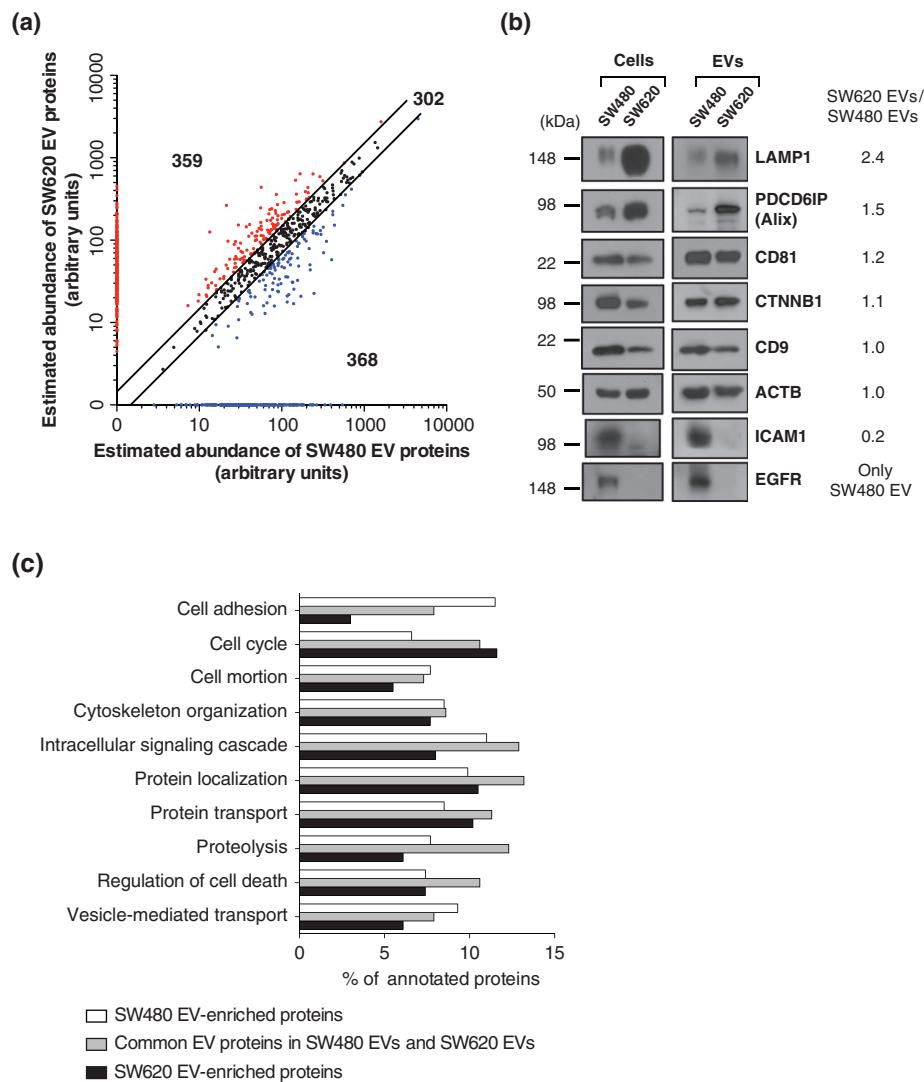 (a)
Estimated abundance of SW620 EV proteins
(arbitrary units)
10000
1000
100
10
0
359
302
368
0
10
100
1000
10000
Estimated abundance of SW480 EV proteins
(arbitrary units)
(b)
Cells
EVs
SW480
SW620
SW480
SW620
SW620 EVs/
SW480 EVs
(kDa)
148
LAMP1
2.4
98
PDCD6IP
(Alix)
1.5
22
CD81
1.2
98
CTNNB1
1.1
22
CD9
1.0
50
ACTB
1.0
98
ICAM1
0.2
148
EGFR
Only
SW480 EV
(c)
Cell adhesion
Cell cycle
Cell mortion
Cytoskeleton organization
Intracellular signaling cascade
Protein localization
Protein transport
Proteolysis
Regulation of cell death
Vesicle-mediated transport
0
5
10
15
% of annotated proteins
SW480 EV-enriched proteins
Common EV proteins in SW480 EVs and SW620 EVs
SW620 EV-enriched proteins